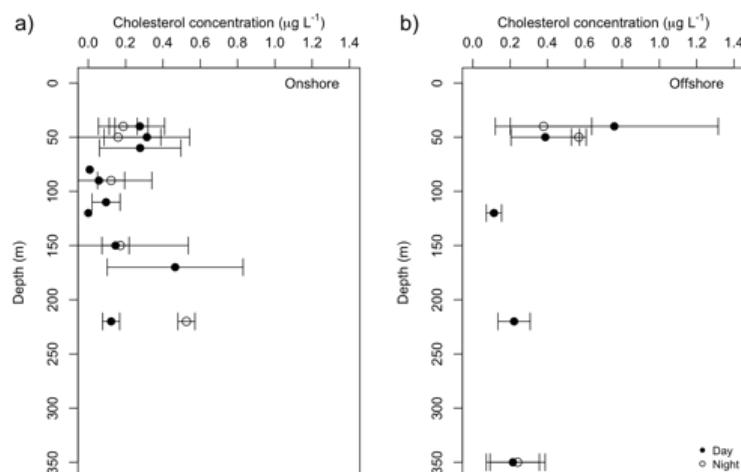 a)
Cholesterol concentration (μg L⁻¹)
0.0 0.2 0.4 0.6 0.8 1.0 1.2 1.4
Onshore
Depth (m)
0
50
100
150
200
250
300
350
b)
Cholesterol concentration (μg L⁻¹)
0.0 0.2 0.4 0.6 0.8 1.0 1.2 1.4
Offshore
Depth (m)
0
50
100
150
200
250
300
350
Day
Night